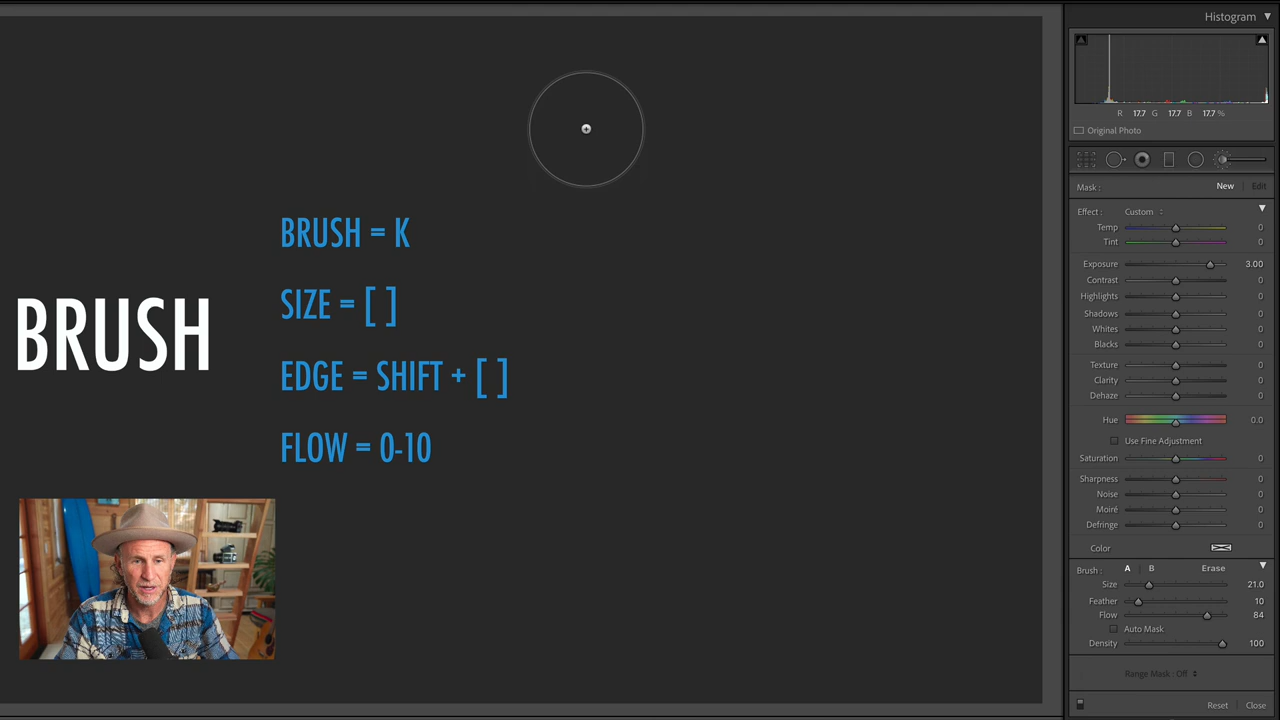 Histogram
R 17.7 G 17.7 B 17.7 %
Original Photo
Mask : New Edit
Effect : Custom
Temp 0
Tint 0
Exposure 3.00
Contrast 0
Highlights 0
Shadows 0
Whites 0
Blacks 0
Texture 0
Clarity 0
Dehaze 0
Hue 0.0
Use Fine Adjustment
Saturation 0
Sharpness 0
Noise 0
Moiré 0
Defringe 0
Color
Brush : A B Erase
Size 21.0
Feather 10
Flow 84
Auto Mask
Density 100
Range Mask : Off
Reset Close
BRUSH
BRUSH = K
SIZE = [ ]
EDGE = SHIFT + [ ]
FLOW = 0-10